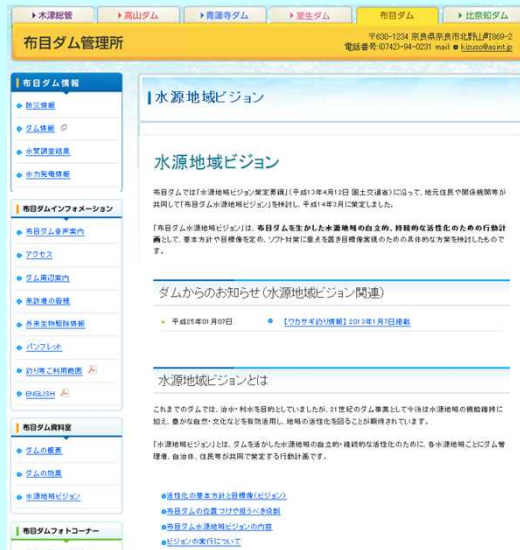 木津総管
高山ダム
青蓮寺ダム
室生ダム
布目ダム
比奈知ダム
布目ダム管理所
〒630-1234 奈良県奈良市北野山町869-2
電話番号:(0742)-94-0231 mail
布目ダム情報
防災情報
ダム情報
水質調査結果
水力発電情報
布目ダムインフォメーション
布目ダム音声案内
アクセス
ダム周辺案内
来訪者の皆様
外来生物駆除情報
パンフレット
釣り等ご利用範囲
ENGLISH
布目ダム資料室
ダムの概要
ダムの効果
水源地域ビジョン
布目ダムフォトコーナー
水源地域ビジョン
水源地域ビジョン
布目ダムでは「水源地域ビジョン策定要綱」(平成13年4月12日 国土交通省)に沿って、地元住民や関係機関等が
共同して「布目ダム水源地域ビジョン」を検討し、平成14年3月に策定しました。
「布目ダム水源地域ビジョン」は、布目ダムを生かした水源地域の自立的、持続的な活性化のための行動計
画として、基本方針や目標像を定め、ソフト対策に重点を置き目標像実現のための具体的な方策を検討したもので
す。
ダムからのお知らせ(水源地域ビジョン関連)
平成25年01月07日
【ワカサギ釣り情報】2013年1月7日掲載
水源地域ビジョンとは
これまでのダムでは、治水・利水を目的としていましたが、21世紀のダム事業として今後は水源地域の機能維持に
加え、豊かな自然・文化などを有効活用し、地域の活性化を図ることが期待されています。
「水源地域ビジョン」とは、ダムを活かした水源地域の自立的・継続的な活性化のために、各水源地域ごとにダム管
理者、自治体、住民等が共同で策定する行動計画です。
●活性化の基本方針と目標像(ビジョン)
●布目ダムの位置づけや担うべき役割
●布目ダム水源地域ビジョンの内容
●ビジョンの実行について